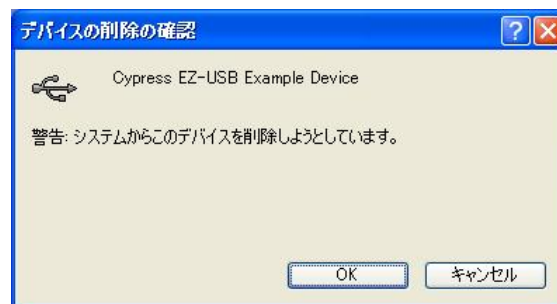 デバイスの削除の確認
Cypress EZ-USB Example Device
警告: システムからこのデバイスを削除しようとしています。
OK
キャンセル